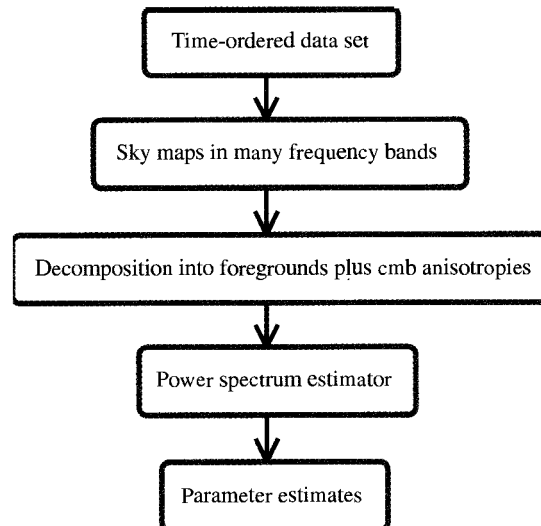 Time-ordered data set
Sky maps in many frequency bands
Decomposition into foregrounds plus cmb anisotropies
Power spectrum estimator
Parameter estimates